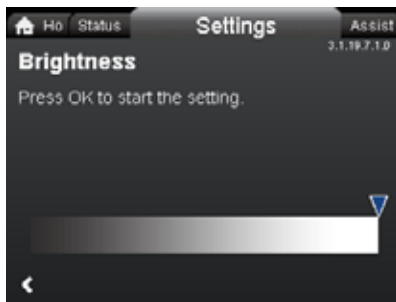 Ho Status Settings Assist
3.1.19.7.1.0
Brightness
Press OK to start the setting.